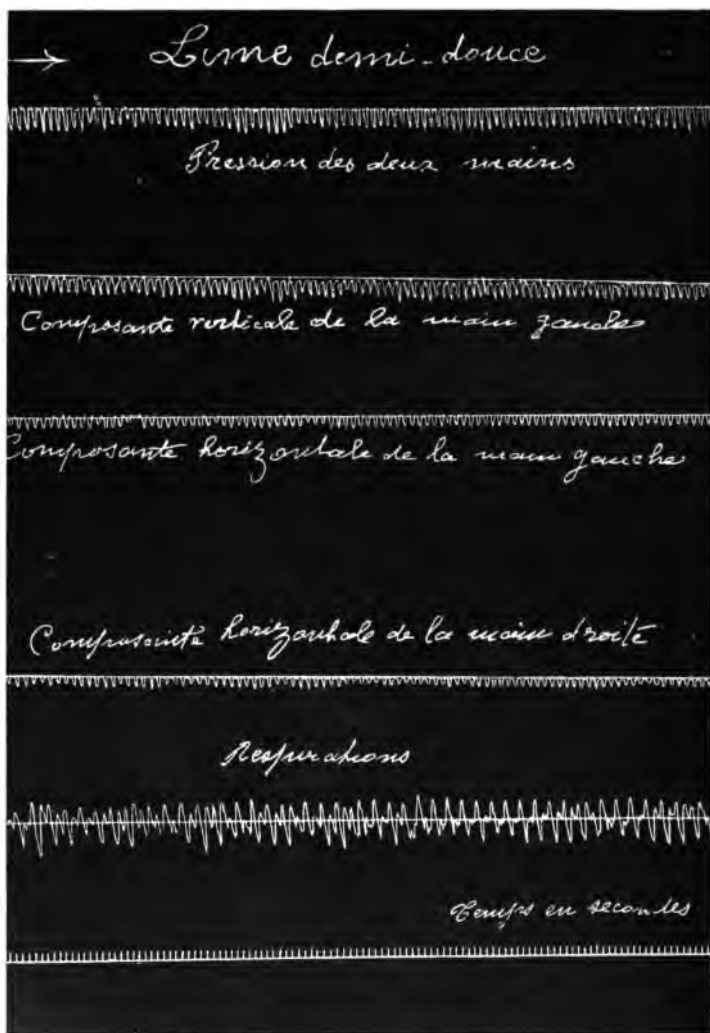 Lime demi-douce
Pression des deux mains
Composante verticale de la main gauche
Composante horizontale de la main gauche
Composante horizontale de la main droite
Respirations
Temps en secondes